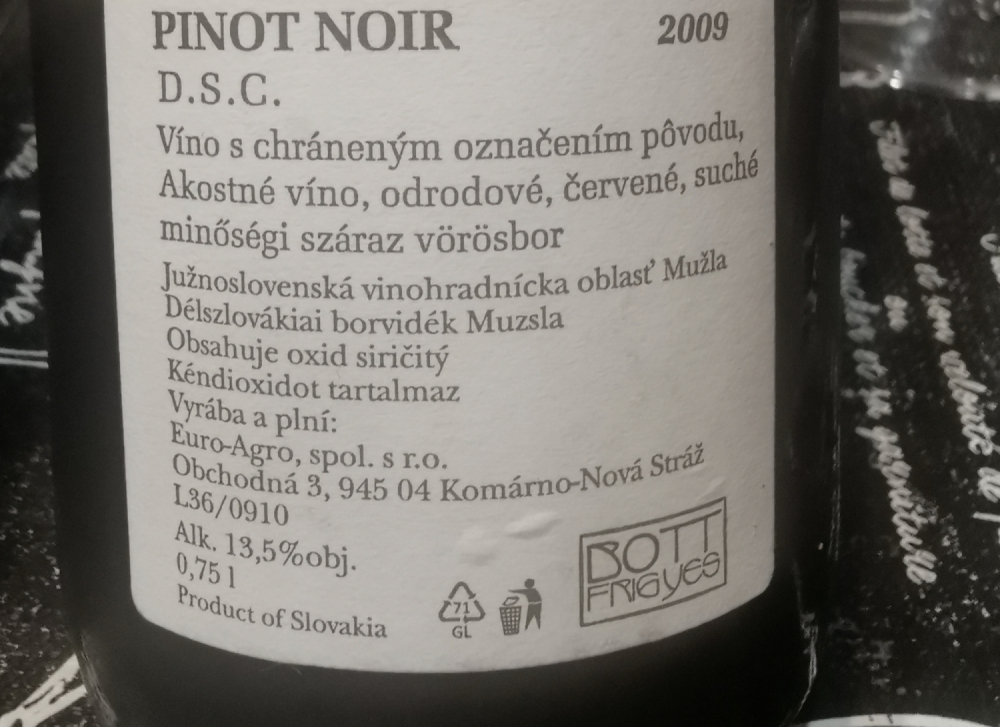 PINOT NOIR 2009
D.S.C.
Víno s chráneným označením pôvodu,
Akostné víno, odrodové, červené, suché
minőségi száraz vörösbor
Južnoslovenská vinohradnícka oblasť Mužla
Délszlovákiai borvidék Muzsla
Obsahuje oxid siričitý
Kéndioxidot tartalmaz
Vyrába a plní:
Euro-Agro, spol. s r.o.
Obchodná 3, 945 04 Komárno-Nová Stráž
L36/0910
Alk. 13,5%obj.
0,75 l
Product of Slovakia
71
GL
BOTT
FRIGYES